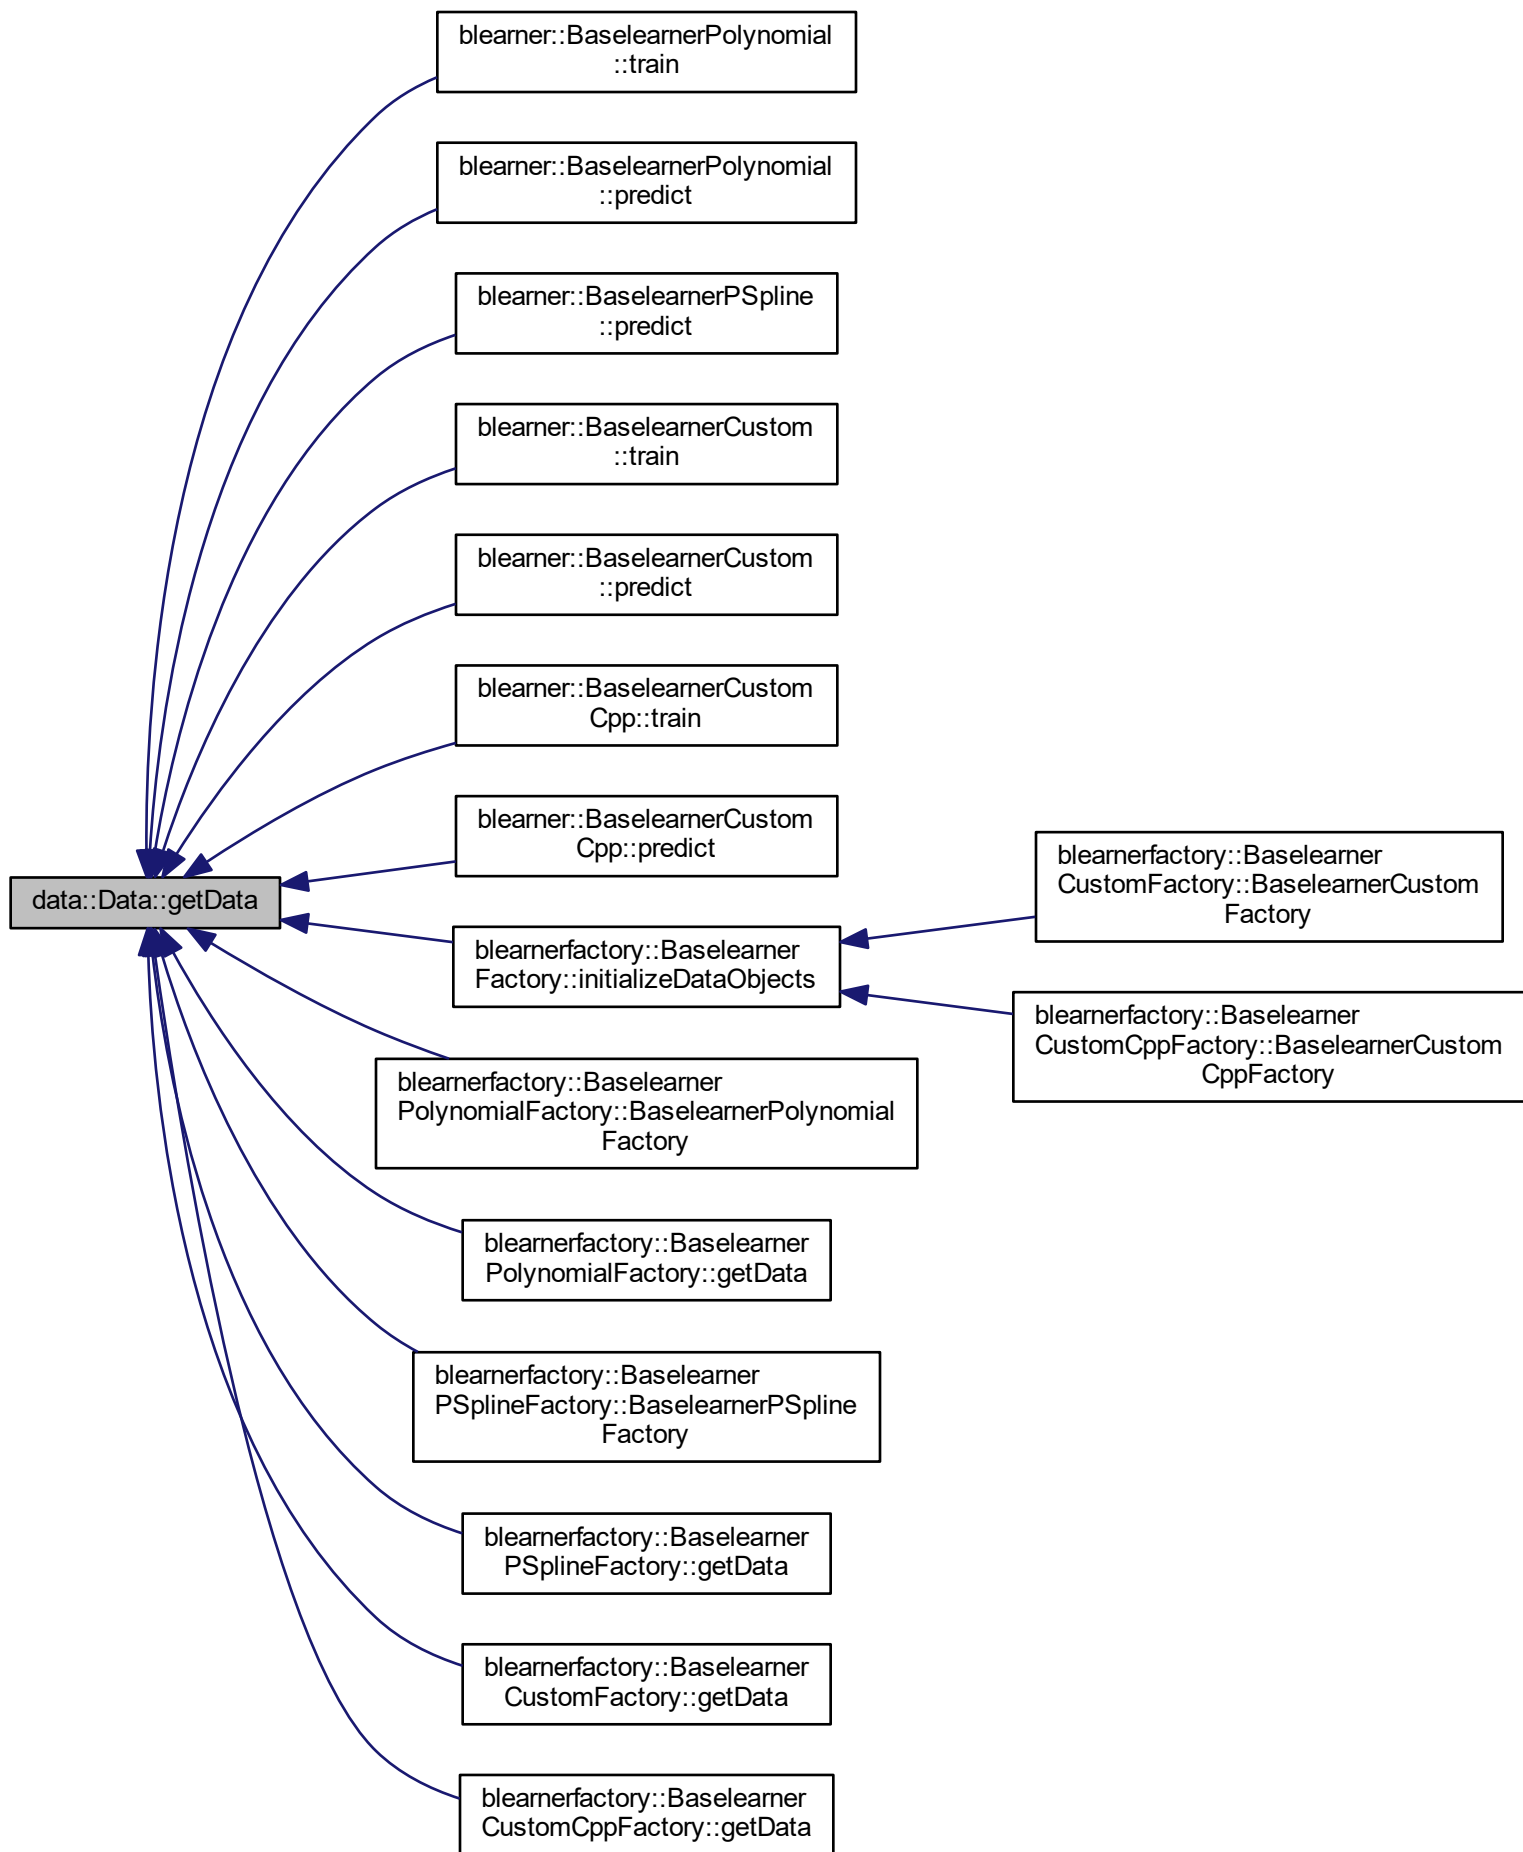 blearner::BaselearnerPolynomial
::train
blearner::BaselearnerPolynomial
::predict
blearner::BaselearnerPSpline
::predict
blearner::BaselearnerCustom
::train
blearner::BaselearnerCustom
::predict
blearner::BaselearnerCustom
Cpp::train
blearner::BaselearnerCustom
Cpp::predict
data::Data::getData
blearnerfactory::Baselearner
Factory::initializeDataObjects
blearnerfactory::Baselearner
CustomFactory::BaselearnerCustom
Factory
blearnerfactory::Baselearner
CustomCppFactory::BaselearnerCustom
CppFactory
blearnerfactory::Baselearner
PolynomialFactory::BaselearnerPolynomial
Factory
blearnerfactory::Baselearner
PolynomialFactory::getData
blearnerfactory::Baselearner
PSplineFactory::BaselearnerPSpline
Factory
blearnerfactory::Baselearner
PSplineFactory::getData
blearnerfactory::Baselearner
CustomFactory::getData
blearnerfactory::Baselearner
CustomCppFactory::getData